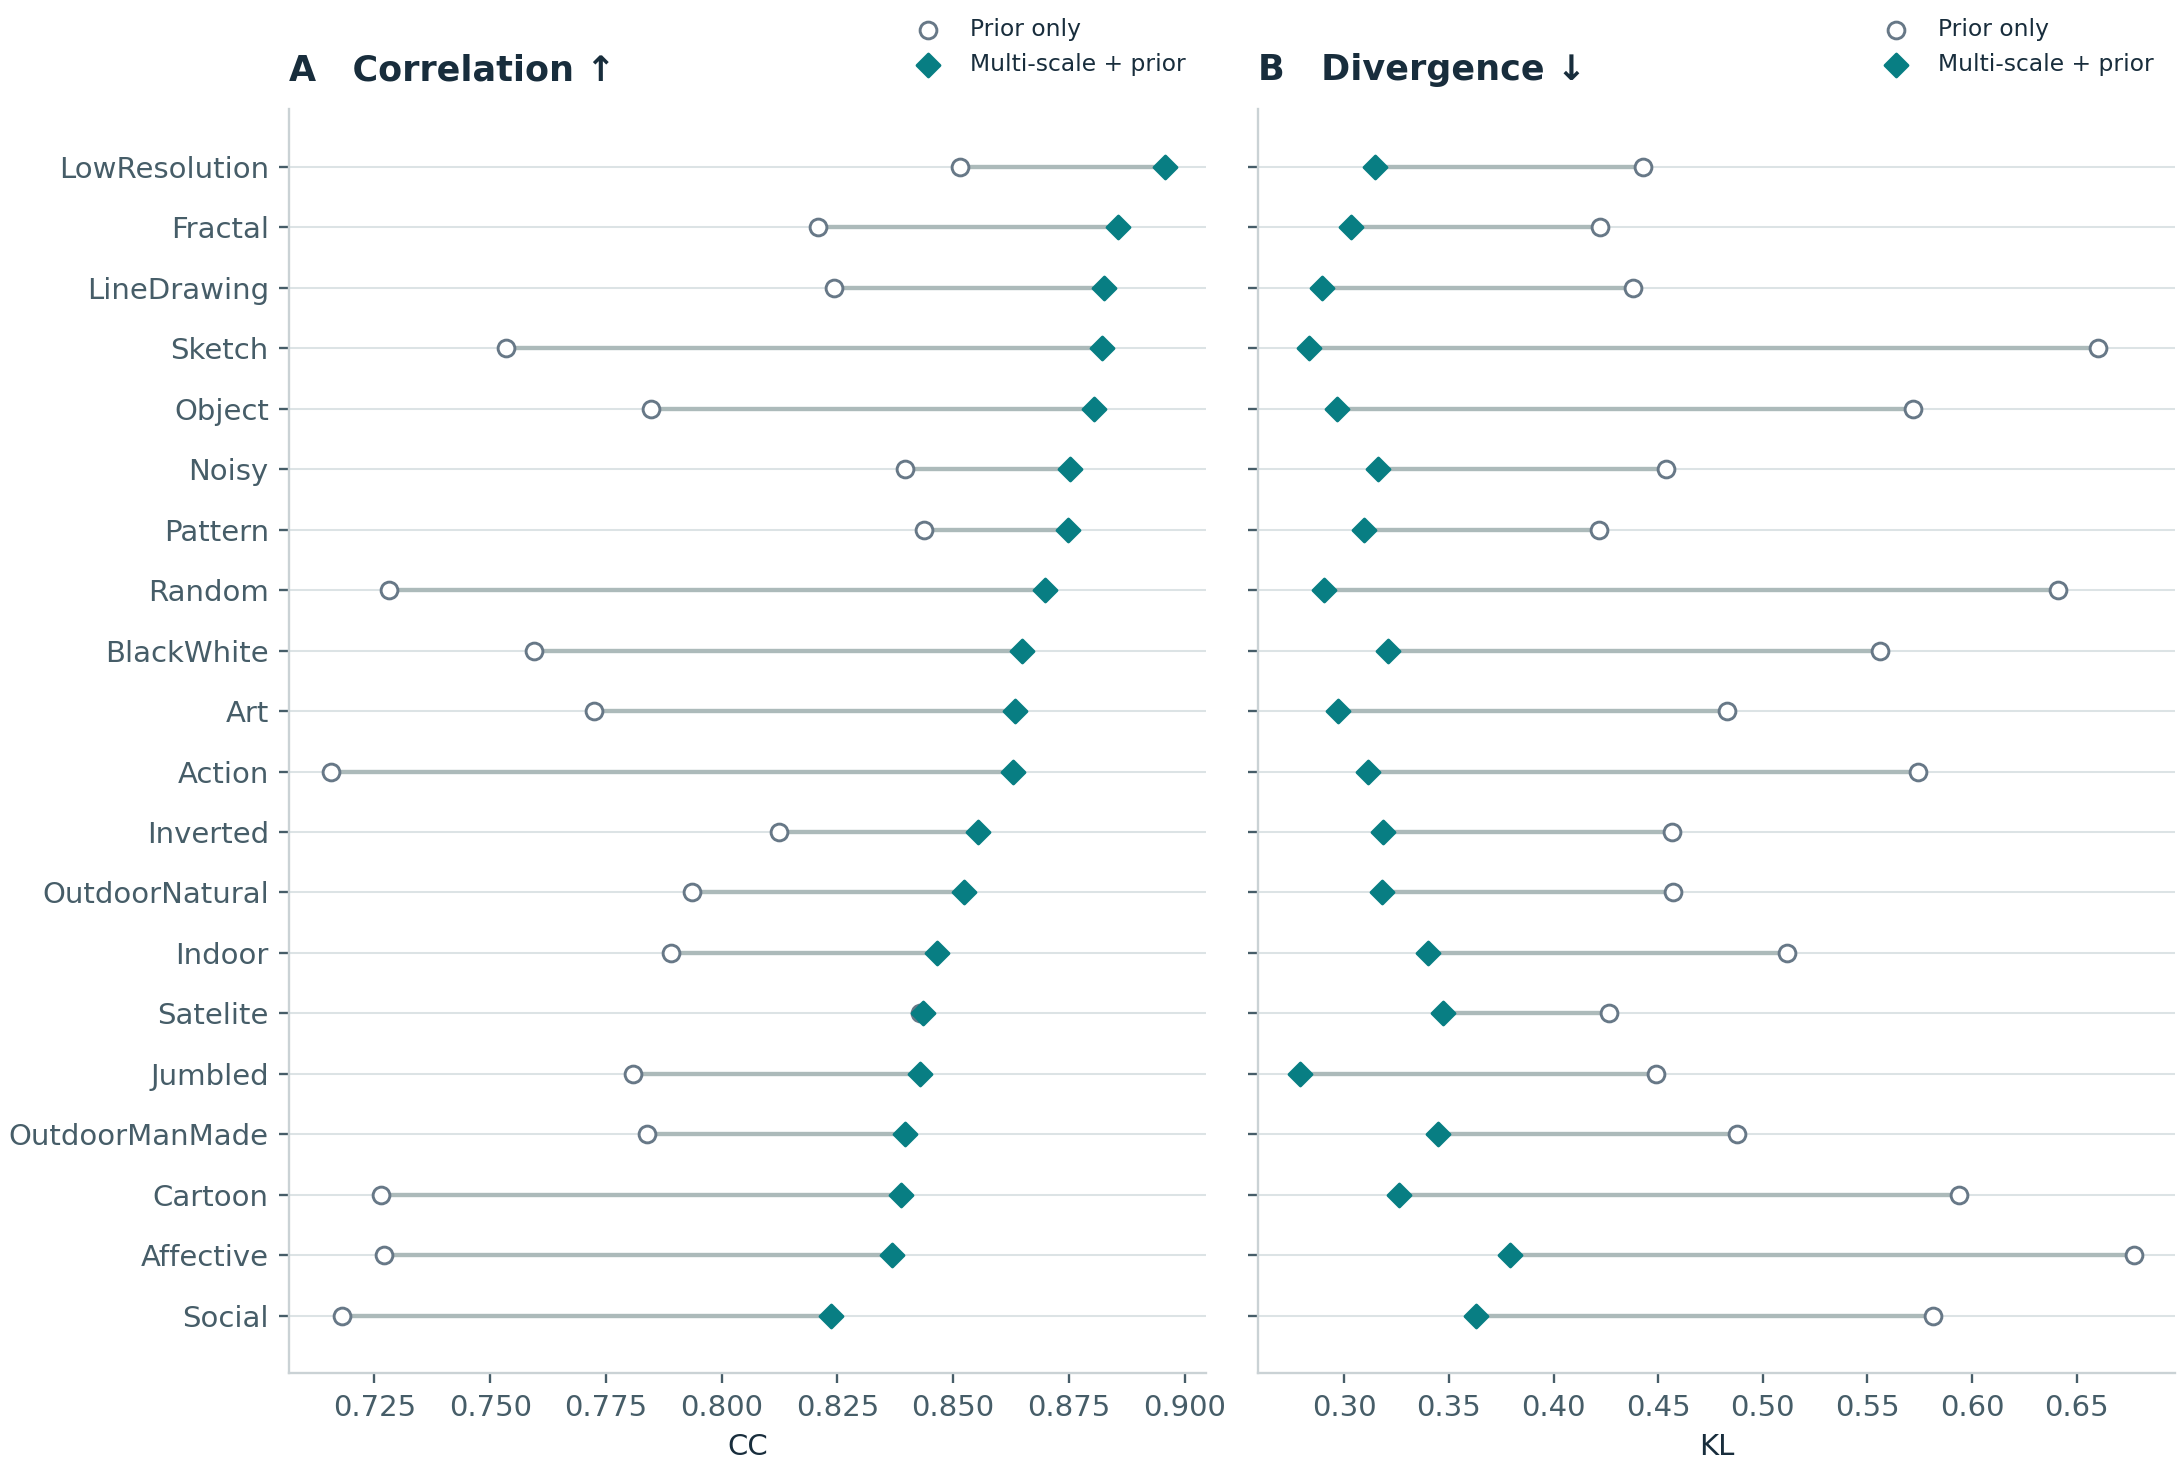 A Correlation ↑
Prior only
Multi-scale + prior
LowResolution
Fractal
LineDrawing
Sketch
Object
Noisy
Pattern
Random
BlackWhite
Art
Action
Inverted
OutdoorNatural
Indoor
Satelite
Jumbled
OutdoorManMade
Cartoon
Affective
Social
0.725 0.750 0.775 0.800 0.825 0.850 0.875 0.900
CC
B Divergence ↓
Prior only
Multi-scale + prior
0.30 0.35 0.40 0.45 0.50 0.55 0.60 0.65
KL